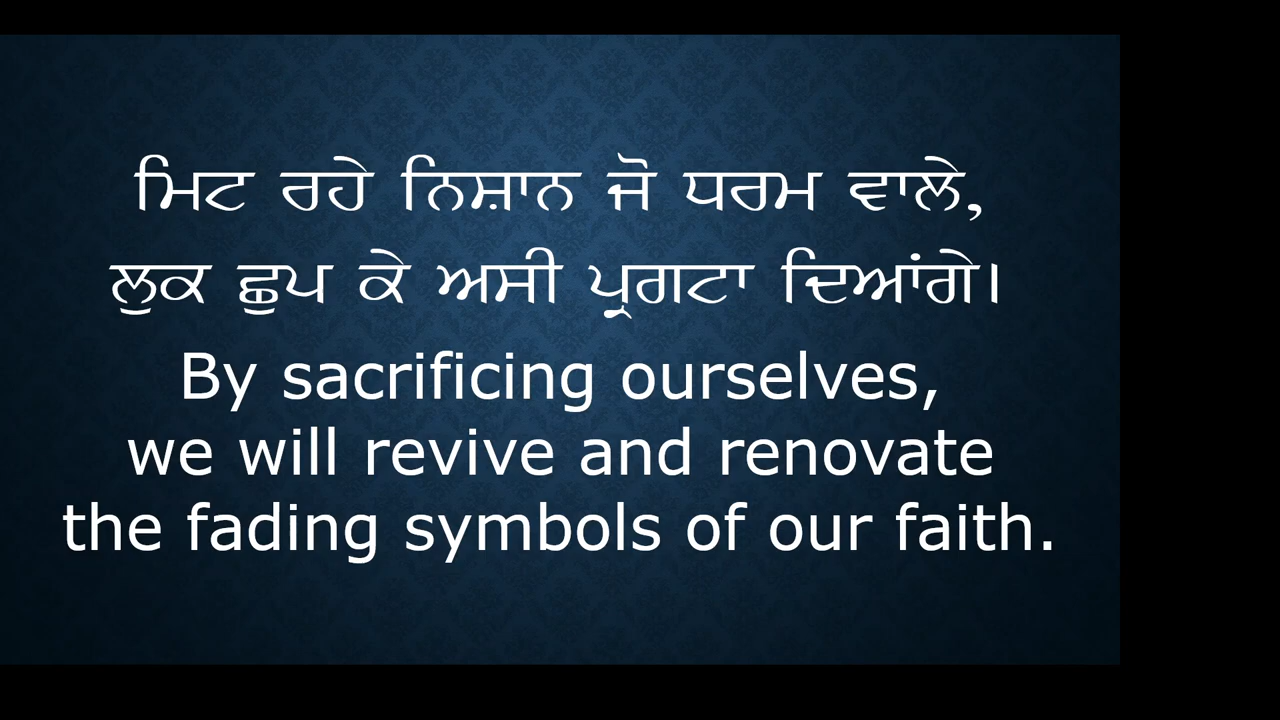 ਮਿਟ ਰਹੇ ਨਿਸ਼ਾਨ ਜੋ ਧਰਮ ਵਾਲੇ,
ਲੁਕ ਛੁਪ ਕੇ ਅਸੀ ਪ੍ਰਗਟਾ ਦਿਆਂਗੇ।
By sacrificing ourselves,
we will revive and renovate
the fading symbols of our faith.